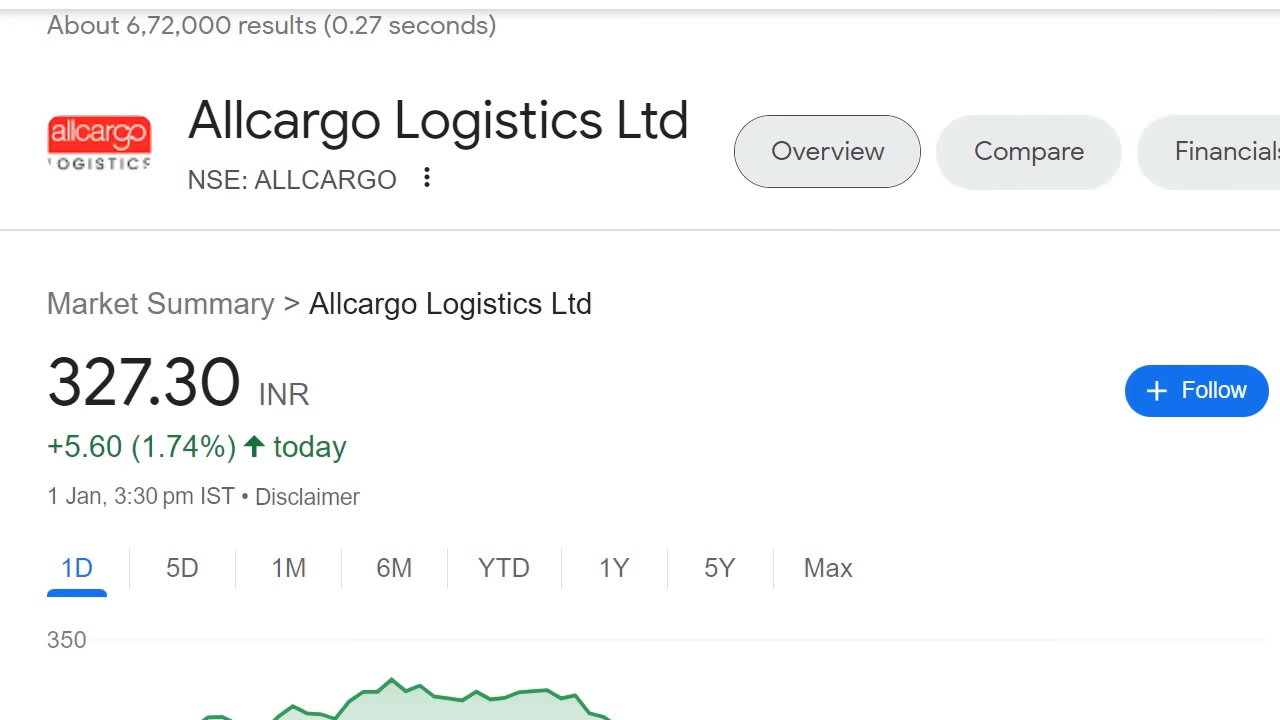 About 6,72,000 results (0.27 seconds)
allcargo
LOGISTICS
Allcargo Logistics Ltd
NSE: ALLCARGO
Overview
Compare
Financials
Market Summary > Allcargo Logistics Ltd
327.30 INR
+ Follow
+5.60 (1.74%) ↑ today
1 Jan, 3:30 pm IST • Disclaimer
1D 5D 1M 6M YTD 1Y 5Y Max
350